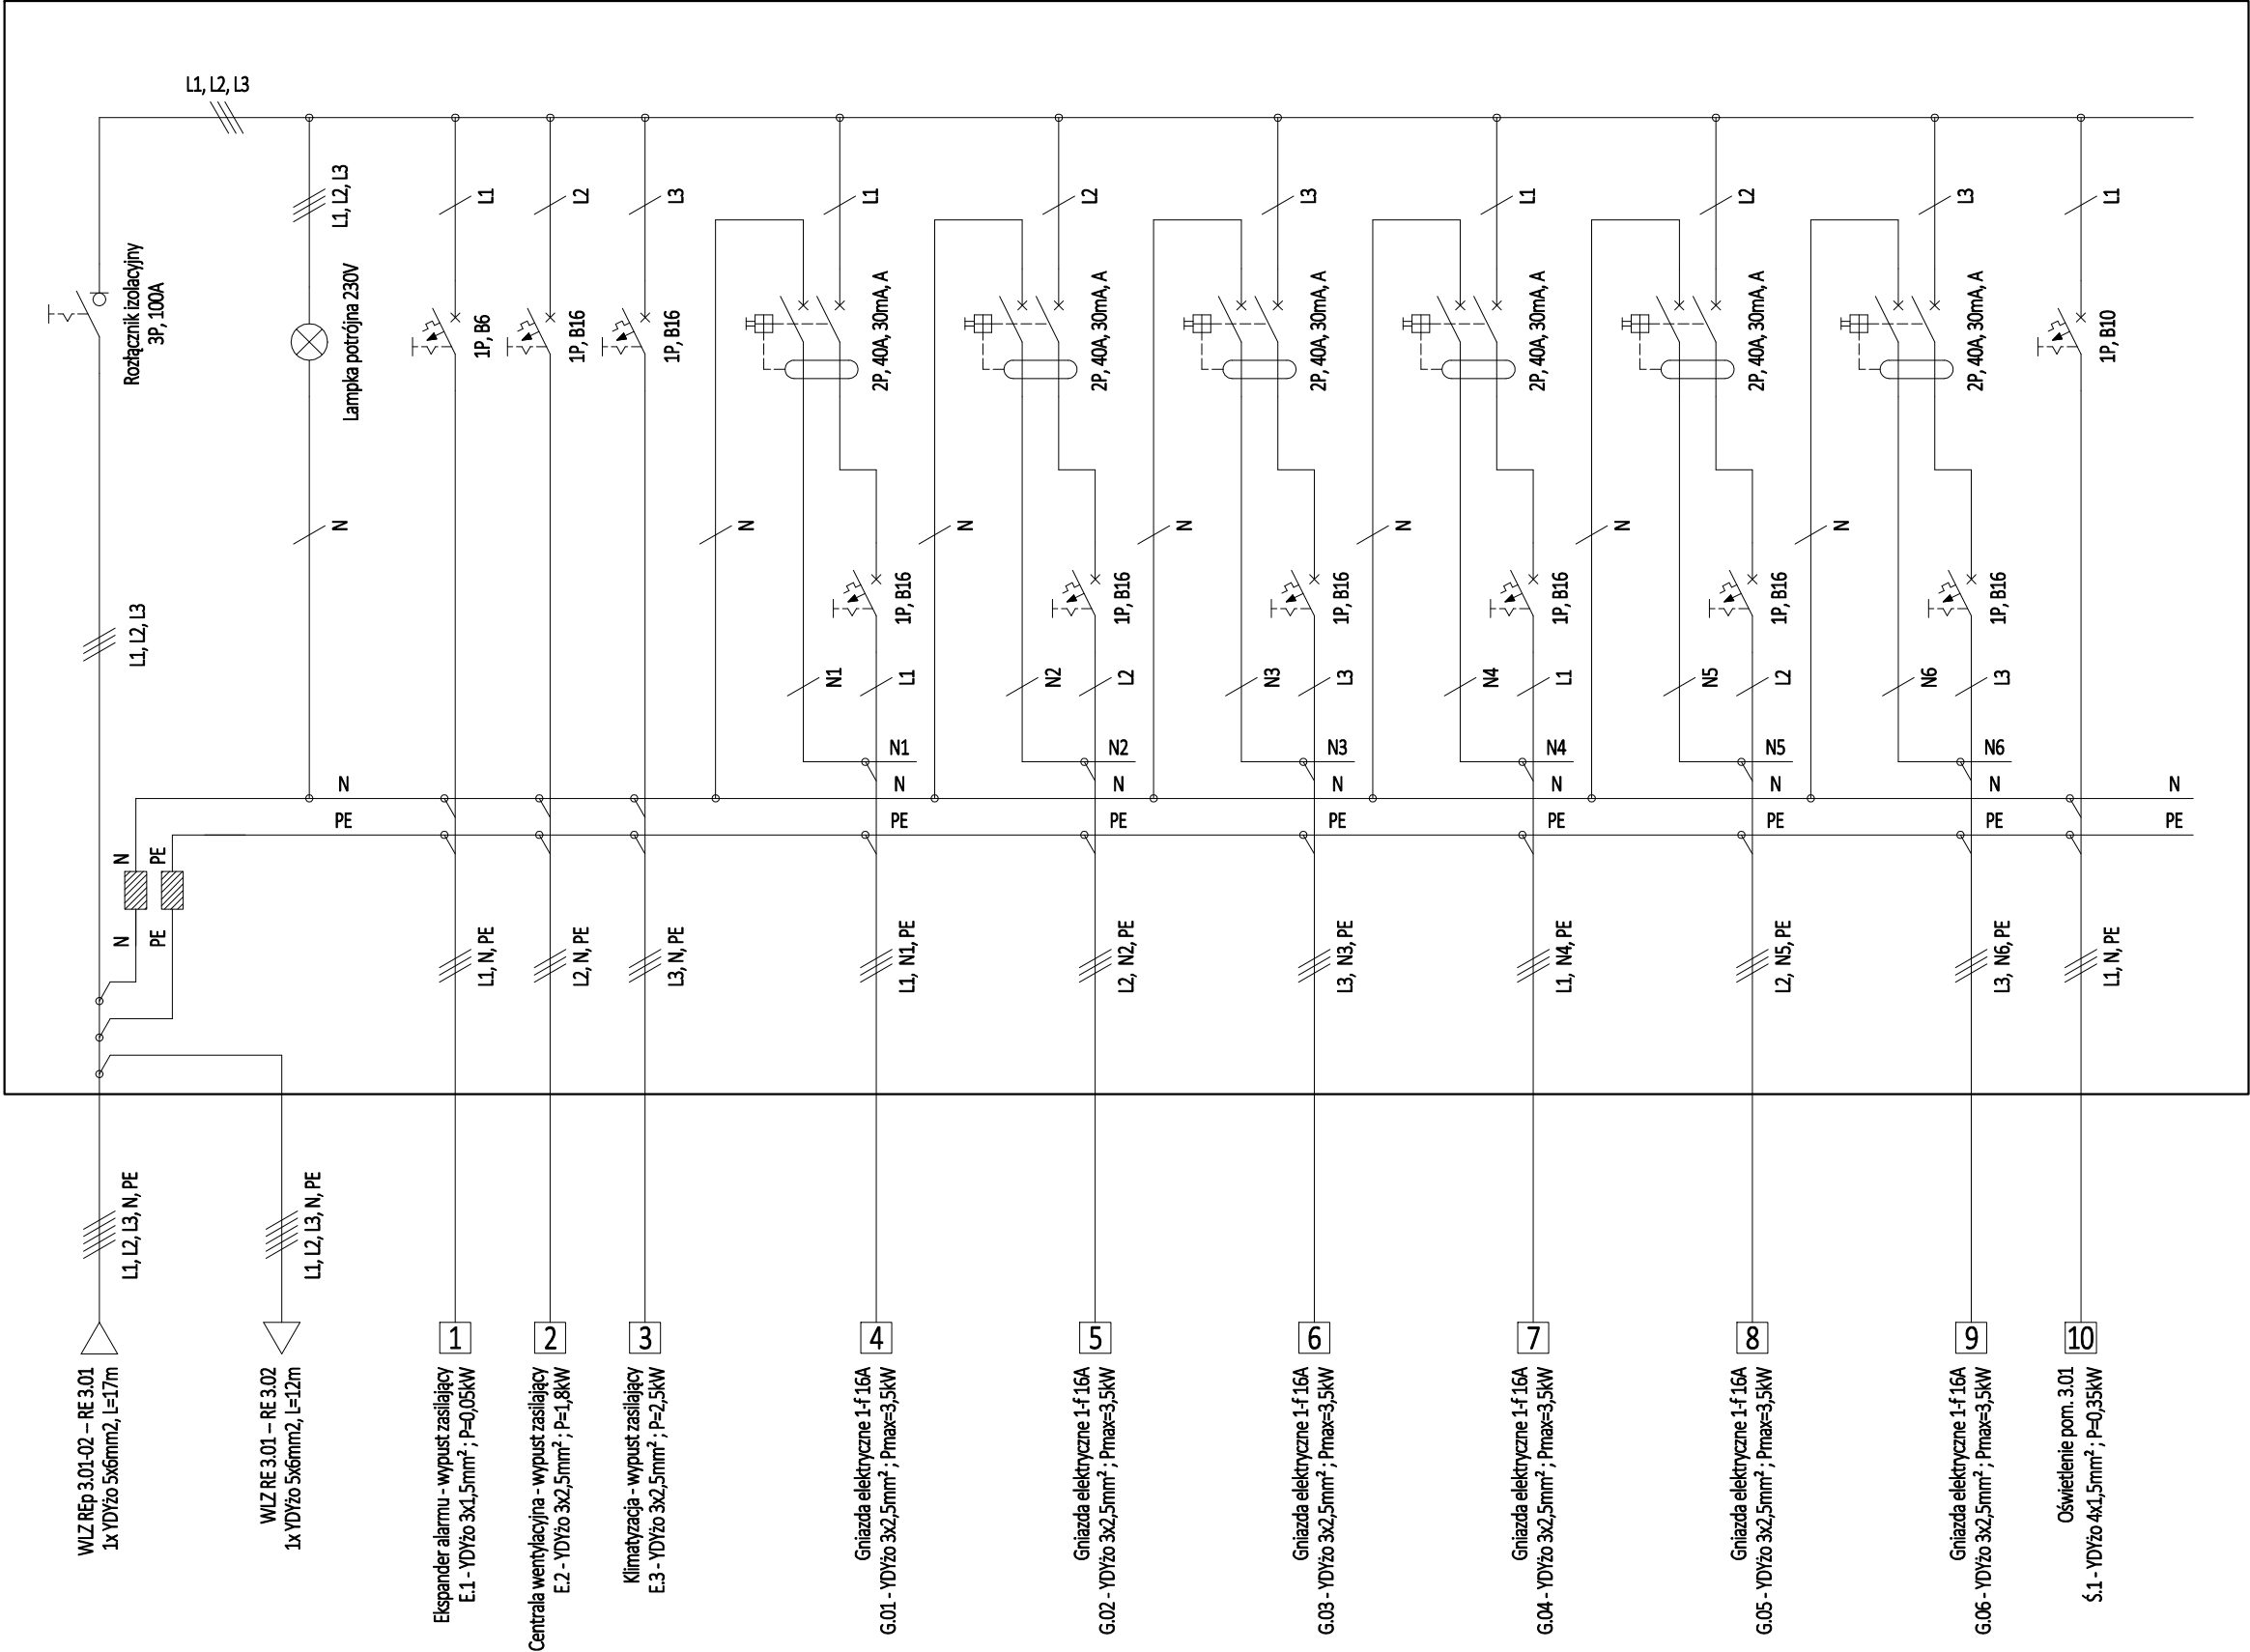 L1, L2, L3
Rozłącznik izolacyjny
3P, 100A
L1, L2, L3
N
PE
N
PE
L1, L2, L3, N, PE
WLZ REp 3.01-02 – RE 3.01
1x YDYżo 5x6mm2, L=17m
L1, L2, L3, N, PE
WLZ RE 3.01 – RE 3.02
1x YDYżo 5x6mm2, L=12m
L1, L2, L3
Lampka potrójna 230V
N
N
PE
L1
1P, B6
L1, N, PE
1
Ekspander alarmu - wypust zasilający
E.1 - YDYżo 3x1,5mm² ; P=0,05kW
L2
1P, B16
L2, N, PE
2
Centrala wentylacyjna - wypust zasilający
E.2 - YDYżo 3x2,5mm² ; P=1,8kW
L3
1P, B16
L3, N, PE
3
Klimatyzacja - wypust zasilający
E.3 - YDYżo 3x2,5mm² ; P=2,5kW
L1
2P, 40A, 30mA, A
N
1P, B16
N1
L1
N1
N
PE
L1, N1, PE
4
Gniazda elektryczne 1-f 16A
G.01 - YDYżo 3x2,5mm² ; Pmax=3,5kW
L2
2P, 40A, 30mA, A
N
1P, B16
N2
L2
N2
N
PE
L2, N2, PE
5
Gniazda elektryczne 1-f 16A
G.02 - YDYżo 3x2,5mm² ; Pmax=3,5kW
L3
2P, 40A, 30mA, A
N
1P, B16
N3
L3
N3
N
PE
L3, N3, PE
6
Gniazda elektryczne 1-f 16A
G.03 - YDYżo 3x2,5mm² ; Pmax=3,5kW
L1
2P, 40A, 30mA, A
N
1P, B16
N4
L1
N4
N
PE
L1, N4, PE
7
Gniazda elektryczne 1-f 16A
G.04 - YDYżo 3x2,5mm² ; Pmax=3,5kW
L2
2P, 40A, 30mA, A
N
1P, B16
N5
L2
N5
N
PE
L2, N5, PE
8
Gniazda elektryczne 1-f 16A
G.05 - YDYżo 3x2,5mm² ; Pmax=3,5kW
L3
2P, 40A, 30mA, A
N
1P, B16
N6
L3
N6
N
PE
L3, N6, PE
9
Gniazda elektryczne 1-f 16A
G.06 - YDYżo 3x2,5mm² ; Pmax=3,5kW
L1
1P, B10
N
PE
L1, N, PE
10
Oświetlenie pom. 3.01
Ś.1 - YDYżo 4x1,5mm² ; P=0,35kW